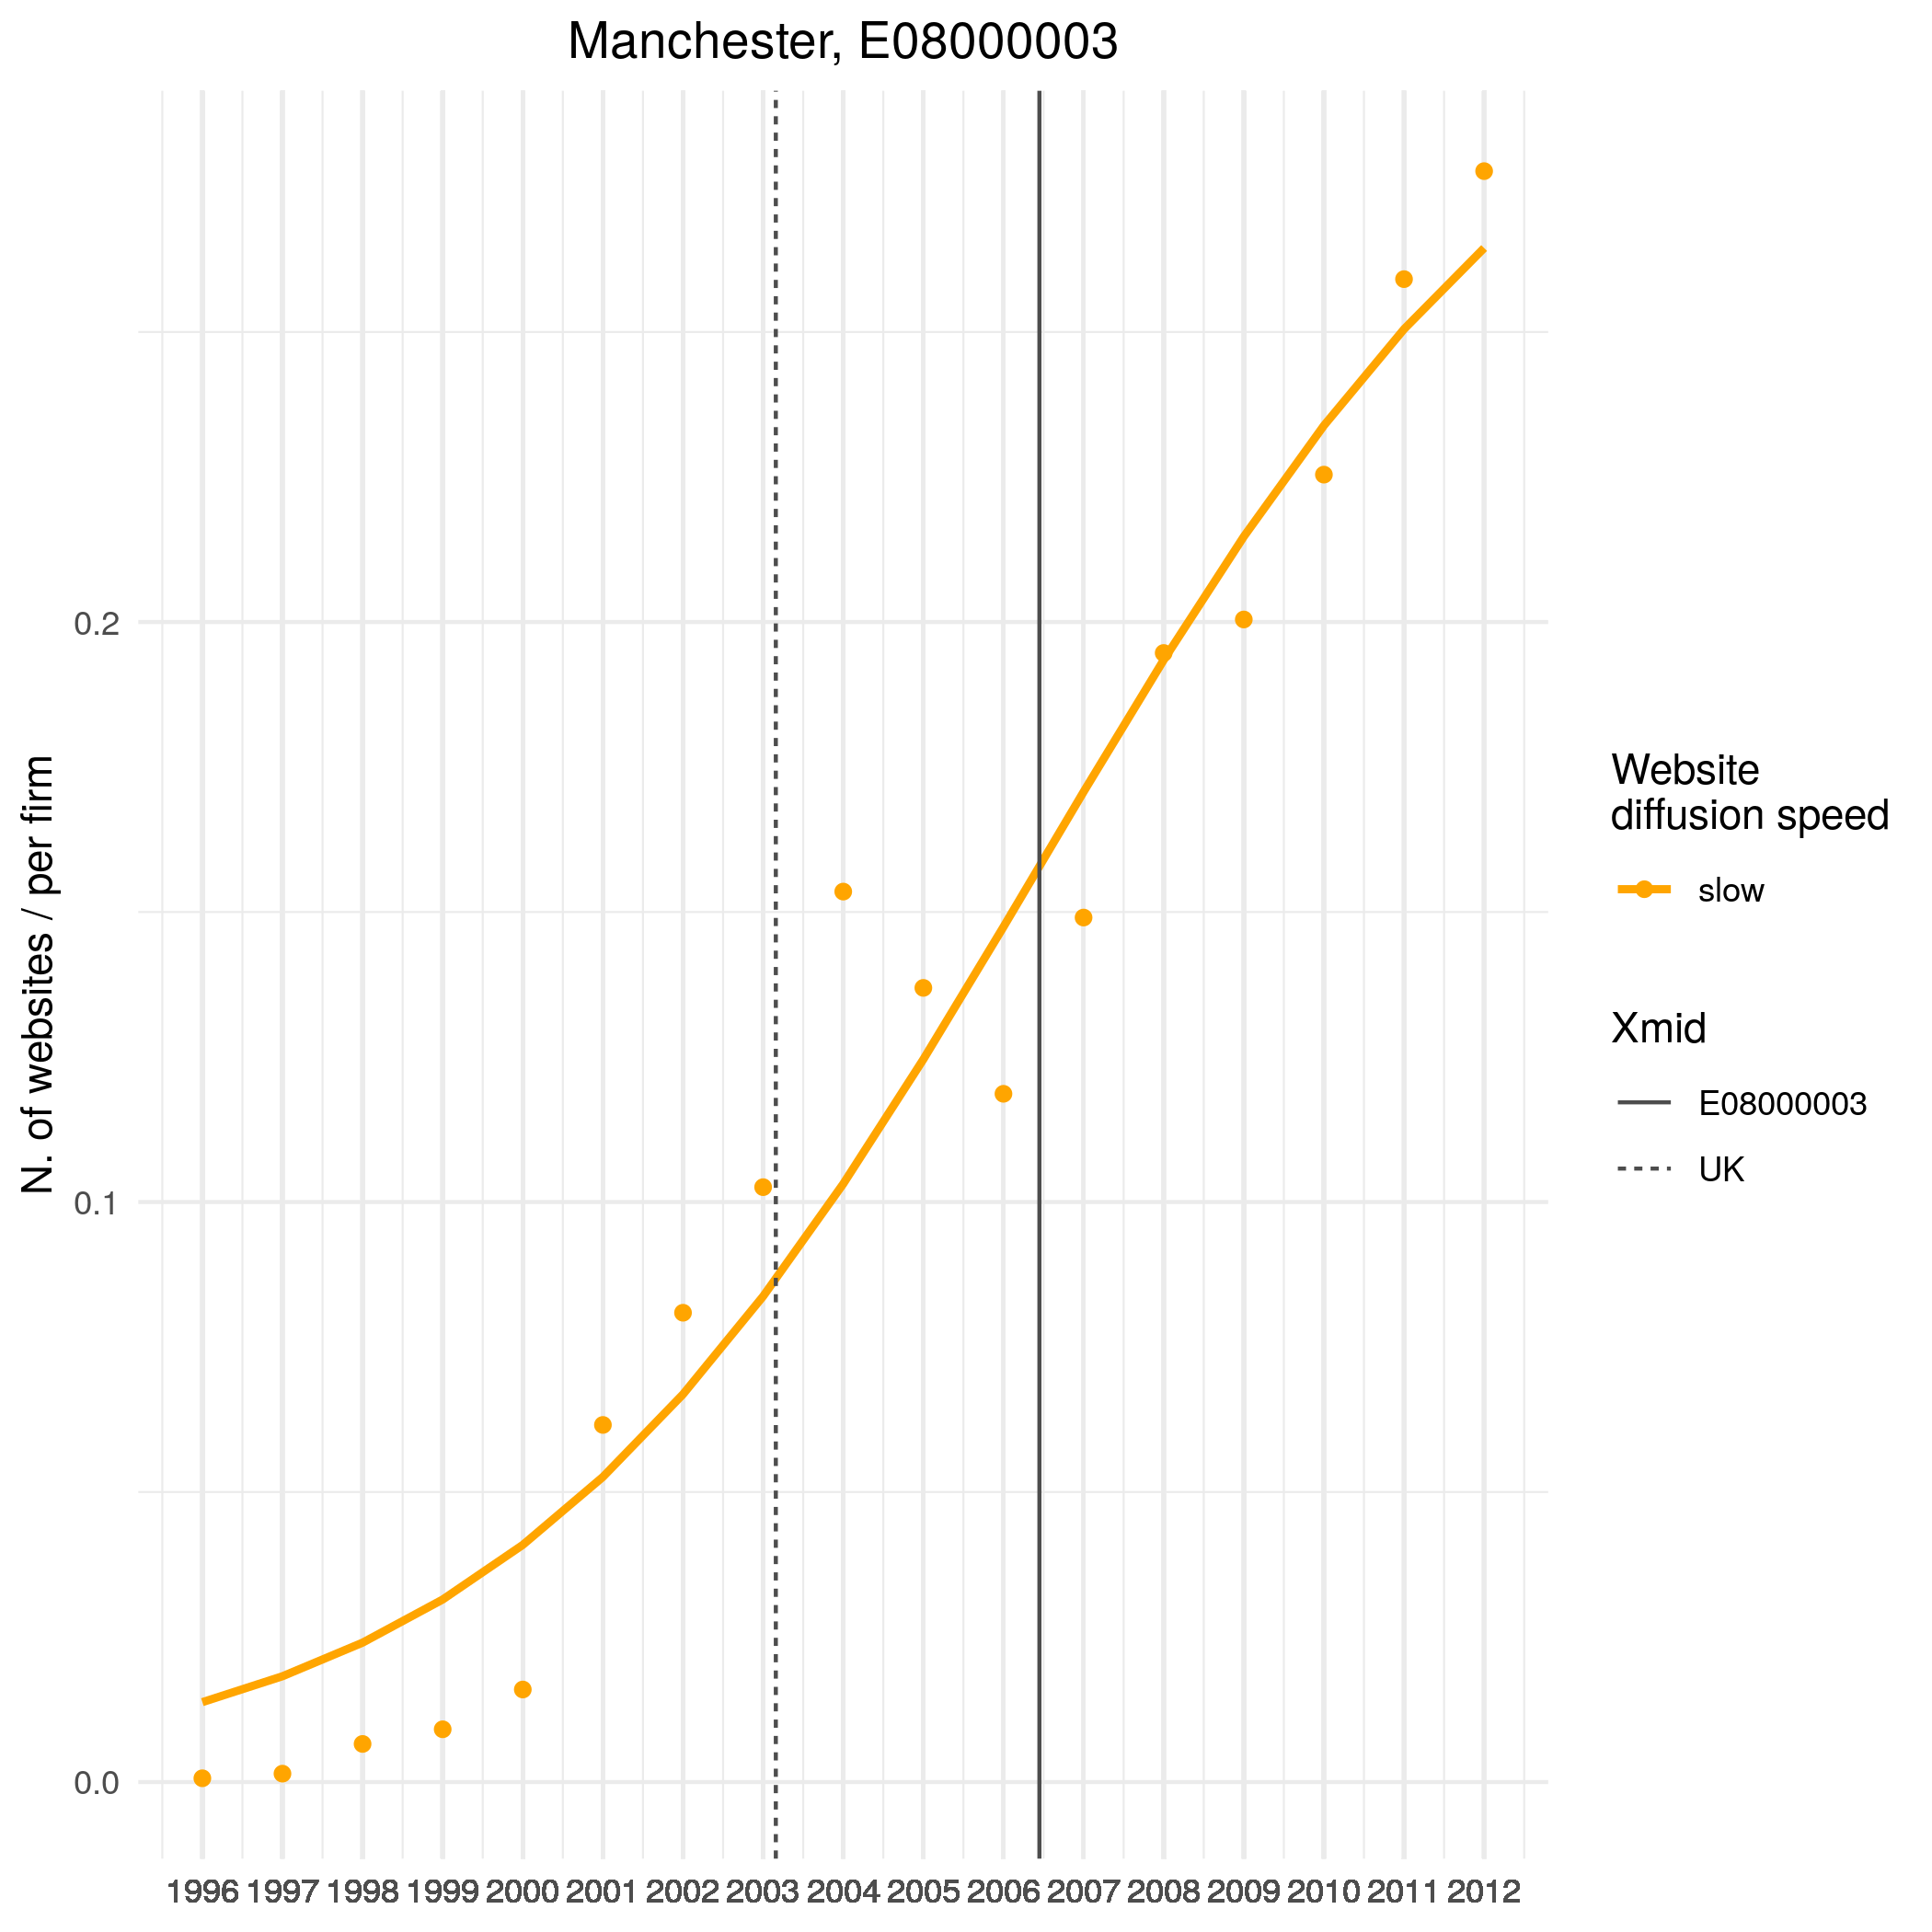 Manchester, E08000003
N. of websites / per firm
0.2
0.1
0.0
1996 1997 1998 1999 2000 2001 2002 2003 2004 2005 2006 2007 2008 2009 2010 2011 2012
Website
diffusion speed
slow
Xmid
E08000003
UK